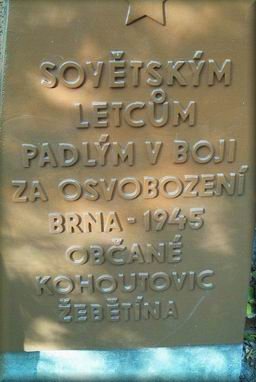 SOVĚTSKÝM
LETCŮM
PADLÝM V BOJI
ZA OSVOBOZENÍ
BRNA - 1945
OBČANÉ
KOHOUTOVIC
ŽEBĚTÍNA